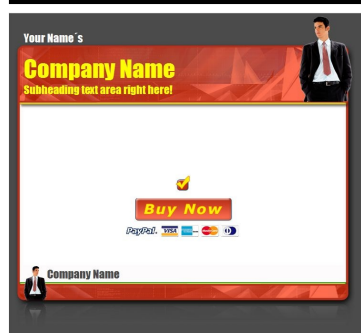 Your Name´s
Company Name
Subheading text area right here!
Buy Now
PayPal. VISA
Company Name